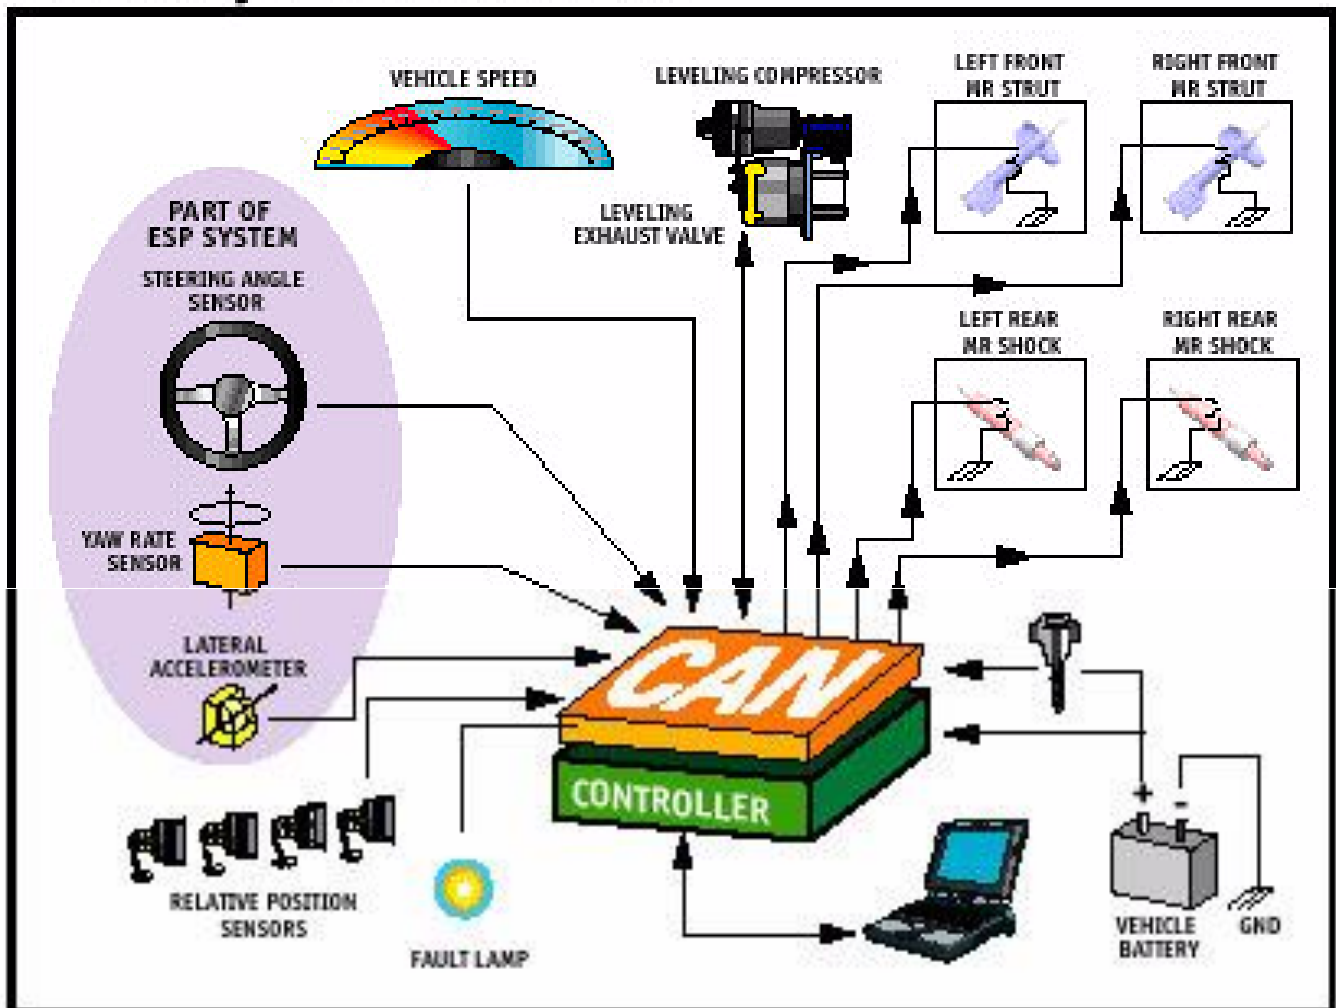 VEHICLE SPEED
LEVELING COMPRESSOR
LEFT FRONT
MR STRUT
RIGHT FRONT
MR STRUT
LEVELING
EXHAUST VALVE
PART OF
ESP SYSTEM
STEERING ANGLE
SENSOR
LEFT REAR
MR SHOCK
RIGHT REAR
MR SHOCK
YAW RATE
SENSOR
LATERAL
ACCELEROMETER
CAN
CONTROLLER
+ -
RELATIVE POSITION
SENSORS
FAULT LAMP
VEHICLE
BATTERY
GND